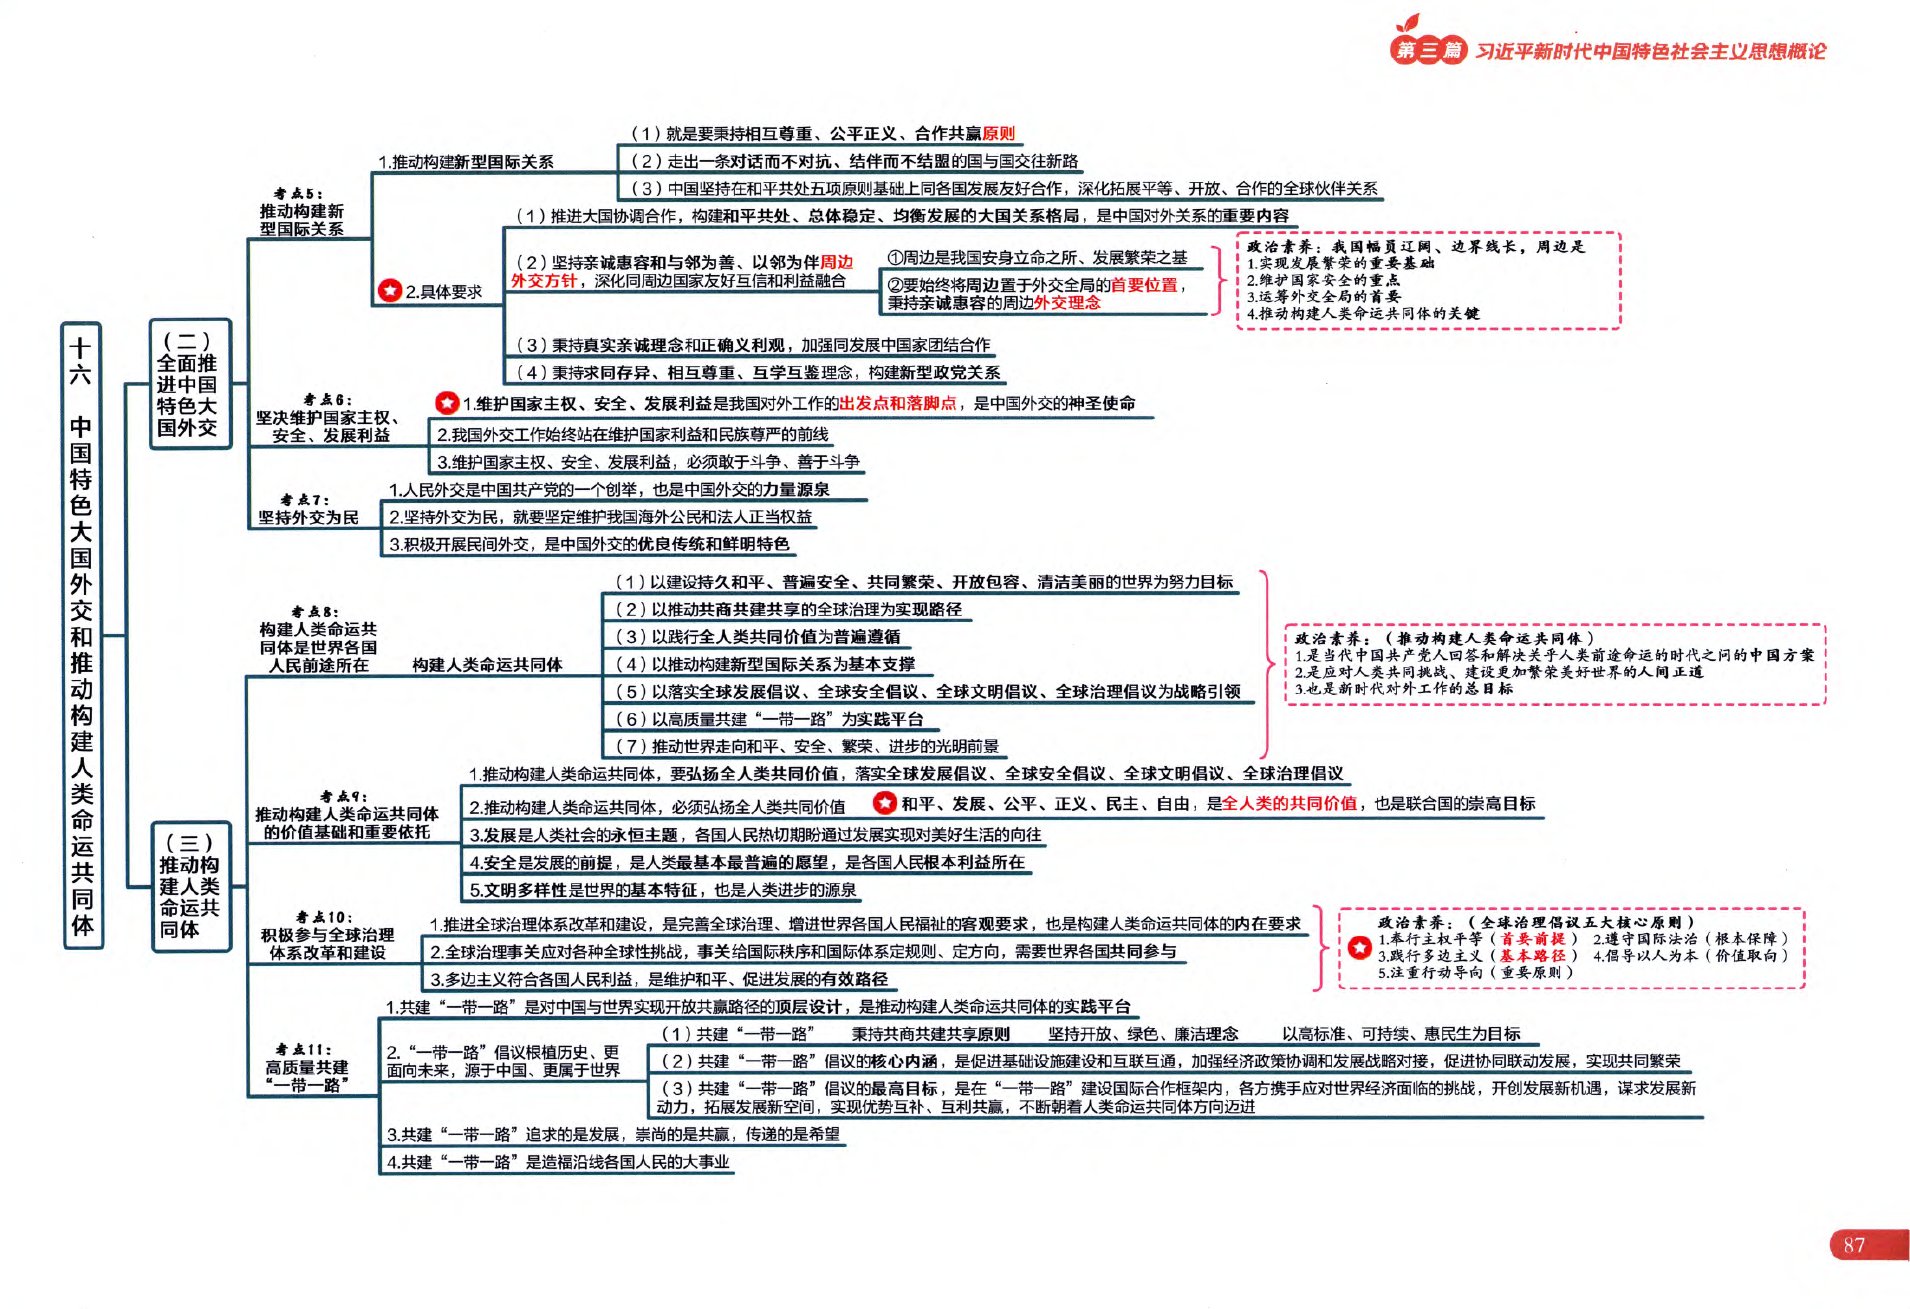 第三篇 习近平新时代中国特色社会主义思想概论
十六 中国特色大国外交和推动构建人类命运共同体
（二）
全面推
进中国
特色大
国外交
考点5：
推动构建新
型国际关系
1.推动构建新型国际关系
（1）就是要秉持相互尊重、公平正义、合作共赢原则
（2）走出一条对话而不对抗、结伴而不结盟的国与国交往新路
（3）中国坚持在和平共处五项原则基础上同各国发展友好合作，深化拓展平等、开放、合作的全球伙伴关系
2.具体要求
（1）推进大国协调合作，构建和平共处、总体稳定、均衡发展的大国关系格局，是中国对外关系的重要内容
（2）坚持亲诚惠容和与邻为善、以邻为伴周边
外交方针，深化同周边国家友好互信和利益融合
①周边是我国安身立命之所、发展繁荣之基
②要始终将周边置于外交全局的首要位置，
秉持亲诚惠容的周边外交理念
政治素养：我国幅员辽阔、边界线长，周边是
1.实现发展繁荣的重要基础
2.维护国家安全的重点
3.运筹外交全局的首要
4.推动构建人类命运共同体的关键
（3）秉持真实亲诚理念和正确义利观，加强同发展中国家团结合作
（4）秉持求同存异、相互尊重、互学互鉴理念，构建新型政党关系
考点6：
坚决维护国家主权、
安全、发展利益
1.维护国家主权、安全、发展利益是我国对外工作的出发点和落脚点，是中国外交的神圣使命
2.我国外交工作始终站在维护国家利益和民族尊严的前线
3.维护国家主权、安全、发展利益，必须敢于斗争、善于斗争
考点7：
坚持外交为民
1.人民外交是中国共产党的一个创举，也是中国外交的力量源泉
2.坚持外交为民，就要坚定维护我国海外公民和法人正当权益
3.积极开展民间外交，是中国外交的优良传统和鲜明特色
（三）
推动构
建人类
命运共
同体
考点8：
构建人类命运共
同体是世界各国
人民前途所在
构建人类命运共同体
（1）以建设持久和平、普遍安全、共同繁荣、开放包容、清洁美丽的世界为努力目标
（2）以推动共商共建共享的全球治理为实现路径
（3）以践行全人类共同价值为普遍遵循
（4）以推动构建新型国际关系为基本支撑
（5）以落实全球发展倡议、全球安全倡议、全球文明倡议、全球治理倡议为战略引领
（6）以高质量共建“一带一路”为实践平台
（7）推动世界走向和平、安全、繁荣、进步的光明前景
政治素养：（推动构建人类命运共同体）
1.是当代中国共产党人回答和解决关乎人类前途命运的时代之问的中国方案
2.是应对人类共同挑战、建设更加繁荣美好世界的人间正道
3.也是新时代对外工作的总目标
考点9：
推动构建人类命运共同体
的价值基础和重要依托
1.推动构建人类命运共同体，要弘扬全人类共同价值，落实全球发展倡议、全球安全倡议、全球文明倡议、全球治理倡议
2.推动构建人类命运共同体，必须弘扬全人类共同价值 和平、发展、公平、正义、民主、自由，是全人类的共同价值，也是联合国的崇高目标
3.发展是人类社会的永恒主题，各国人民热切期盼通过发展实现对美好生活的向往
4.安全是发展的前提，是人类最基本最普遍的愿望，是各国人民根本利益所在
5.文明多样性是世界的基本特征，也是人类进步的源泉
考点10：
积极参与全球治理
体系改革和建设
1.推进全球治理体系改革和建设，是完善全球治理、增进世界各国人民福祉的客观要求，也是构建人类命运共同体的内在要求
2.全球治理事关应对各种全球性挑战，事关给国际秩序和国际体系定规则、定方向，需要世界各国共同参与
3.多边主义符合各国人民利益，是维护和平、促进发展的有效路径
政治素养：（全球治理倡议五大核心原则）
1.奉行主权平等（首要前提） 2.遵守国际法治（根本保障）
3.践行多边主义（基本路径） 4.倡导以人为本（价值取向）
5.注重行动导向（重要原则）
考点11：
高质量共建
“一带一路”
1.共建“一带一路”是对中国与世界实现开放共赢路径的顶层设计，是推动构建人类命运共同体的实践平台
2.“一带一路”倡议根植历史、更
面向未来，源于中国、更属于世界
（1）共建“一带一路” 秉持共商共建共享原则 坚持开放、绿色、廉洁理念 以高标准、可持续、惠民生为目标
（2）共建“一带一路”倡议的核心内涵，是促进基础设施建设和互联互通，加强经济政策协调和发展战略对接，促进协同联动发展，实现共同繁荣
（3）共建“一带一路”倡议的最高目标，是在“一带一路”建设国际合作框架内，各方携手应对世界经济面临的挑战，开创发展新机遇，谋求发展新
动力，拓展发展新空间，实现优势互补、互利共赢，不断朝着人类命运共同体方向迈进
3.共建“一带一路”追求的是发展，崇尚的是共赢，传递的是希望
4.共建“一带一路”是造福沿线各国人民的大事业
87